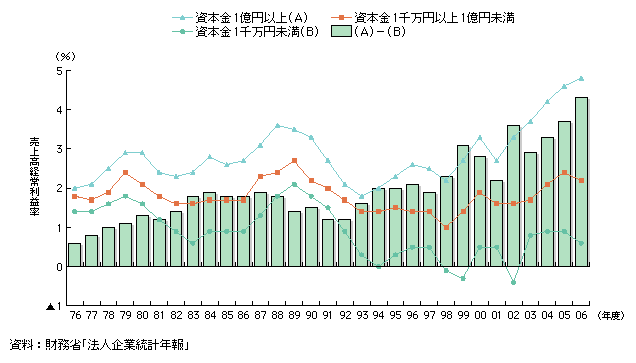 資本金1億円以上(A)　資本金1千万円以上1億円未満
資本金1千万円未満(B)　(A)－(B)
(％)
5
4
3
2
1
0
▲1
売上高経常利益率
76 77 78 79 80 81 82 83 84 85 86 87 88 89 90 91 92 93 94 95 96 97 98 99 00 01 02 03 04 05 06 (年度)
資料：財務省「法人企業統計年報」